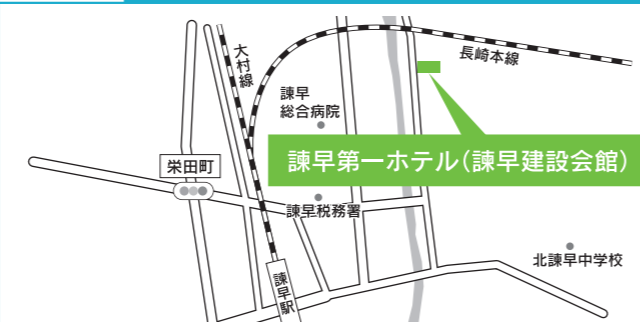 大村線
長崎本線
諫早
総合病院
諫早第一ホテル(諫早建設会館)
栄田町
諫早税務署
北諫早中学校
諫早駅